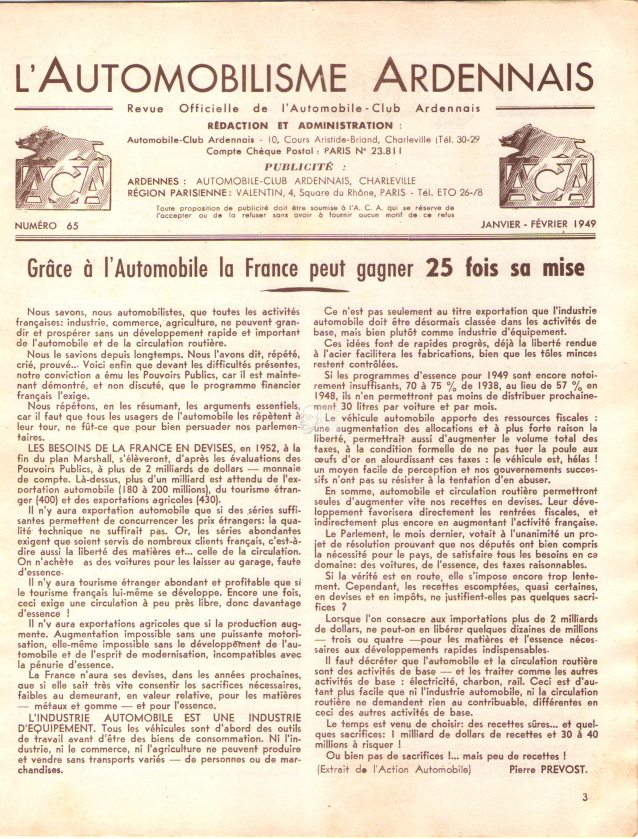 L'AUTOMOBILISME ARDENNAIS
Revue Officielle de l'Automobile-Club Ardennais
RÉDACTION ET ADMINISTRATION :
Automobile-Club Ardennais - 10, Cours Aristide-Briand, Charleville (Tél. 30-29
Compte Chèque Postal : PARIS N° 23.811
PUBLICITÉ :
ARDENNES : AUTOMOBILE-CLUB ARDENNAIS, CHARLEVILLE
RÉGION PARISIENNE : VALENTIN, 4, Square du Rhône, PARIS - Tél. ETO 26-78
Toute proposition de publicité doit être soumise à l'A. C. A. qui se réserve de
l'accepter ou de la refuser sans avoir à fournir aucun motif de ce refus
ACA
ACA
NUMÉRO 65
JANVIER - FÉVRIER 1949
Grâce à l'Automobile la France peut gagner 25 fois sa mise
Nous savons, nous automobilistes, que toutes les activités
françaises: industrie, commerce, agriculture, ne peuvent gran-
dir et prospérer sans un développement rapide et important
de l'automobile et de la circulation routière.
Nous le savions depuis longtemps. Nous l'avons dit, répété,
crié, prouvé... Voici enfin que devant les difficultés présentes,
notre conviction a ému les Pouvoirs Publics, car il est mainte-
nant démontré, et non discuté, que le programme financier
français l'exige.
Nous répétons, en les résumant, les arguments essentiels,
car il faut que tous les usagers de l'automobile les répètent à
leur tour, ne fût-ce que pour bien persuader nos parlemen-
taires.
LES BESOINS DE LA FRANCE EN DEVISES, en 1952, à la
fin du plan Marshall, s'élèveront, d'après les évaluations des
Pouvoirs Publics, à plus de 2 milliards de dollars — monnaie
de compte. Là-dessus, plus d'un milliard est attendu de l'ex-
portation automobile (180 à 200 millions), du tourisme étran-
ger (400) et des exportations agricoles (430).
Il n'y aura exportation automobile que si des séries suffi-
santes permettent de concurrencer les prix étrangers: la qua-
lité technique ne suffirait pas. Or, les séries abondantes
exigent que soient servis de nombreux clients français, c'est-à-
dire aussi la liberté des matières et... celle de la circulation.
On n'achète as des voitures pour les laisser au garage, faute
d'essence.
Il n'y aura tourisme étranger abondant et profitable que si
le tourisme français lui-même se développe. Encore une fois,
ceci exige une circulation à peu près libre, donc davantage
d'essence !
Il n'y aura exportations agricoles que si la production aug-
mente. Augmentation impossible sans une puissante motori-
sation, elle-même impossible sans le développement de l'au-
mobile et de l'esprit de modernisation, incompatibles avec
la pénurie d'essence.
La France n'aura ses devises, dans les années prochaines,
que si elle sait très vite consentir les sacrifices nécessaires,
faibles au demeurant, en valeur relative, pour les matières
— métaux et gomme — et pour l'essence.
L'INDUSTRIE AUTOMOBILE EST UNE INDUSTRIE
D'EQUIPEMENT. Tous les véhicules sont d'abord des outils
de travail avant d'être des biens de consommation. Ni l'in-
dustrie, ni le commerce, ni l'agriculture ne peuvent produire
et vendre sans transports variés — de personnes ou de mar-
chandises.
Ce n'est pas seulement au titre exportation que l'industrie
automobile doit être désormais classée dans les activités de
base, mais bien plutôt comme industrie d'équipement.
Ces idées font de rapides progrès, déjà la liberté rendue
à l'acier facilitera les fabrications, bien que les tôles minces
restent contrôlées.
Si les programmes d'essence pour 1949 sont encore notoi-
rement insuffisants, 70 à 75 % de 1938, au lieu de 57 % en
1948, ils n'en permettront pas moins de distribuer prochaine-
ment 30 litres par voiture et par mois.
Le véhicule automobile apporte des ressources fiscales :
une augmentation des allocations et à plus forte raison la
liberté, permettrait aussi d'augmenter le volume total des
taxes, à la condition formelle de ne pas tuer la poule aux
œufs d'or en alourdissant ces taxes : le véhicule est, hélas !
un moyen facile de perception et nos gouvernements succes-
sifs n'ont pas su résister à la tentation d'en abuser.
En somme, automobile et circulation routière permettront
seules d'augmenter vite nos recettes en devises. Leur déve-
loppement favorisera directement les rentrées fiscales, et
indirectement plus encore en augmentant l'activité française.
Le Parlement, le mois dernier, votait à l'unanimité un pro-
jet de résolution prouvant que nos députés ont bien compris
la nécessité pour le pays, de satisfaire tous les besoins en ce
domaine: des voitures, de l'essence, des taxes raisonnables.
Si la vérité est en route, elle s'impose encore trop lente-
ment. Cependant, les recettes escomptées, quasi certaines,
en devises et en impôts, ne justifient-elles pas quelques sacri-
fices ?
Lorsque l'on consacre aux importations plus de 2 milliards
de dollars, ne peut-on en libérer quelques dizaines de millions
— trois ou quatre —pour les matières et l'essence néces-
saires aux développements rapides indispensables.
Il faut décréter que l'automobile et la circulation routière
sont des activités de base — et les traiter comme les autres
activités de base : électricité, charbon, rail. Ceci est d'au-
tant plus facile que ni l'industrie automobile, ni la circulation
routière ne demandent rien au contribuable, différentes en
ceci des autres activités de base.
Le temps est venu de choisir: des recettes sûres... et quel-
ques sacrifices: 1 milliard de dollars de recettes et 30 à 40
millions à risquer !
Ou bien pas de sacrifices !... mais peu de recettes !
(Extrait de l'Action Automobile) Pierre PREVOST.
3